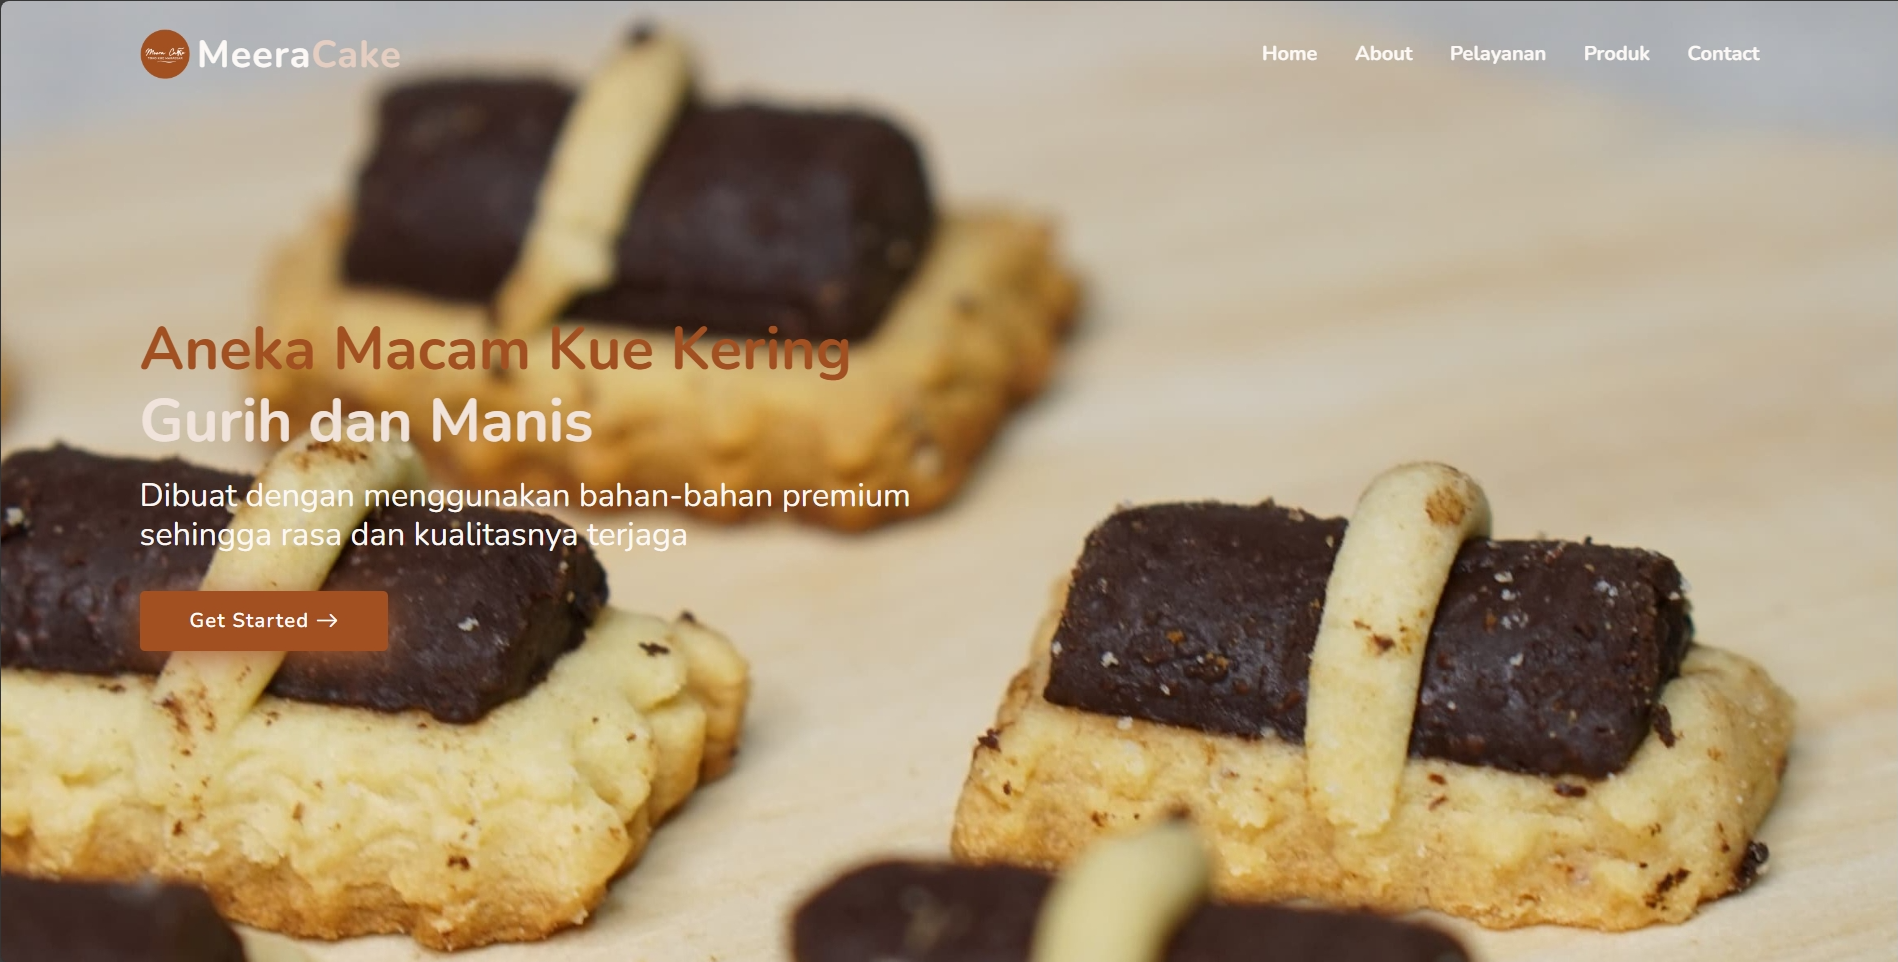 MeeraCake
Home About Pelayanan Produk Contact
Aneka Macam Kue Kering
Gurih dan Manis
Dibuat dengan menggunakan bahan-bahan premium
sehingga rasa dan kualitasnya terjaga
Get Started →